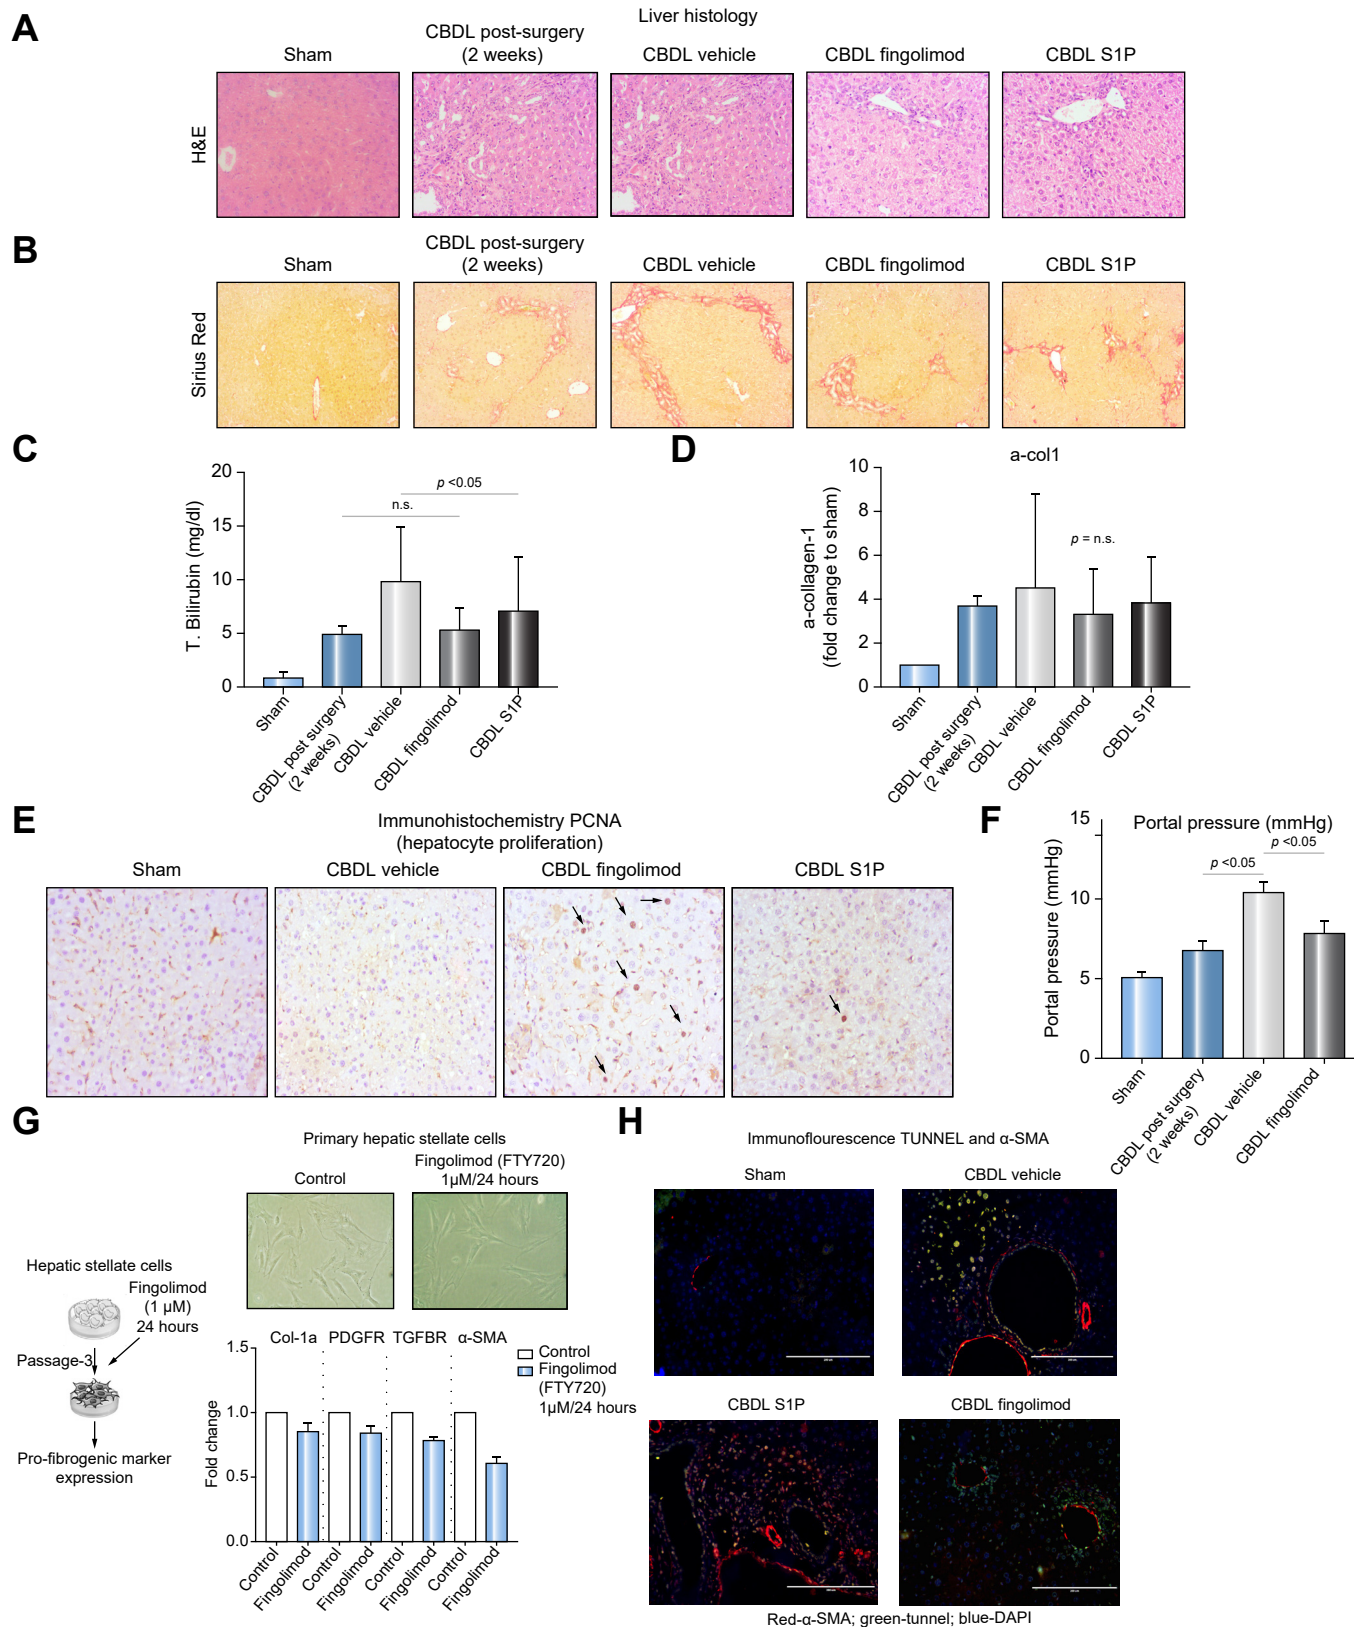 A
Liver histology
Sham
CBDL post-surgery
(2 weeks)
CBDL vehicle
CBDL fingolimod
CBDL S1P
H&E
B
Sham
CBDL post-surgery
(2 weeks)
CBDL vehicle
CBDL fingolimod
CBDL S1P
Sirius Red
C
T. Bilirubin (mg/dl)
20
15
10
5
0
p <0.05
n.s.
Sham
CBDL post surgery
(2 weeks)
CBDL vehicle
CBDL fingolimod
CBDL S1P
D
a-col1
a-collagen-1
(fold change to sham)
10
8
6
4
2
0
p = n.s.
Sham
CBDL post surgery
(2 weeks)
CBDL vehicle
CBDL fingolimod
CBDL S1P
E
Immunohistochemistry PCNA
(hepatocyte proliferation)
Sham
CBDL vehicle
CBDL fingolimod
CBDL S1P
F
Portal pressure (mmHg)
Portal pressure (mmHg)
15
10
5
0
p <0.05
p <0.05
Sham
CBDL post surgery
(2 weeks)
CBDL vehicle
CBDL fingolimod
G
Primary hepatic stellate cells
Control
Fingolimod (FTY720)
1µM/24 hours
Hepatic stellate cells
Fingolimod
(1 µM)
24 hours
Passage-3
Pro-fibrogenic marker
expression
Fold change
1.5
1.0
0.5
0.0
Col-1a
PDGFR
TGFBR
α-SMA
Control
Fingolimod
(FTY720)
1µM/24 hours
Control
Fingolimod
Control
Fingolimod
Control
Fingolimod
Control
Fingolimod
H
Immunoflourescence TUNNEL and α-SMA
Sham
CBDL vehicle
CBDL S1P
CBDL fingolimod
Red-α-SMA; green-tunnel; blue-DAPI